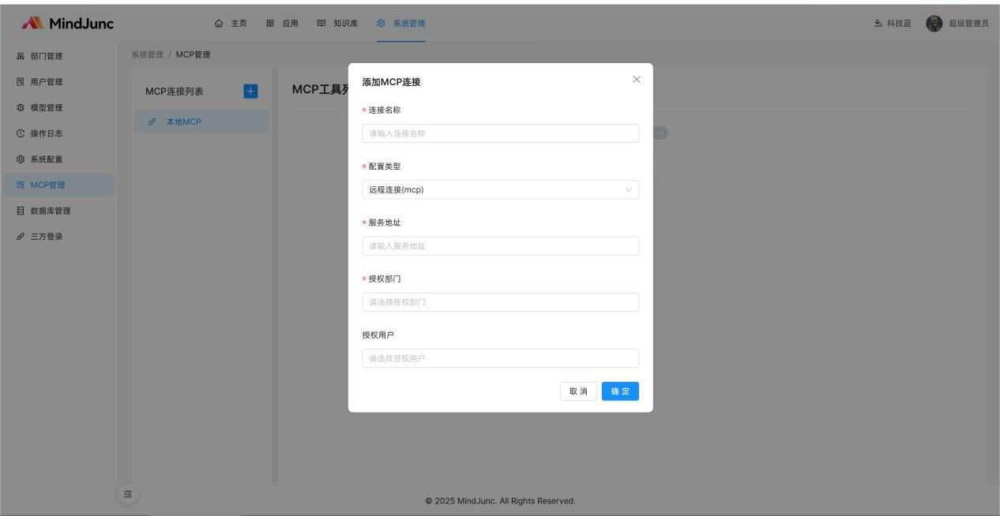 MindJunc
主页
应用
知识库
系统管理
科技蓝
超级管理员
部门管理
用户管理
模型管理
操作日志
系统配置
MCP管理
数据库管理
三方登录
系统管理 / MCP管理
MCP连接列表
本地MCP
MCP工具列
添加MCP连接
* 连接名称
请输入连接名称
* 配置类型
远程连接(mcp)
* 服务地址
请输入服务地址
* 授权部门
请选择授权部门
授权用户
请选择授权用户
取 消
确 定
© 2025 MindJunc. All Rights Reserved.